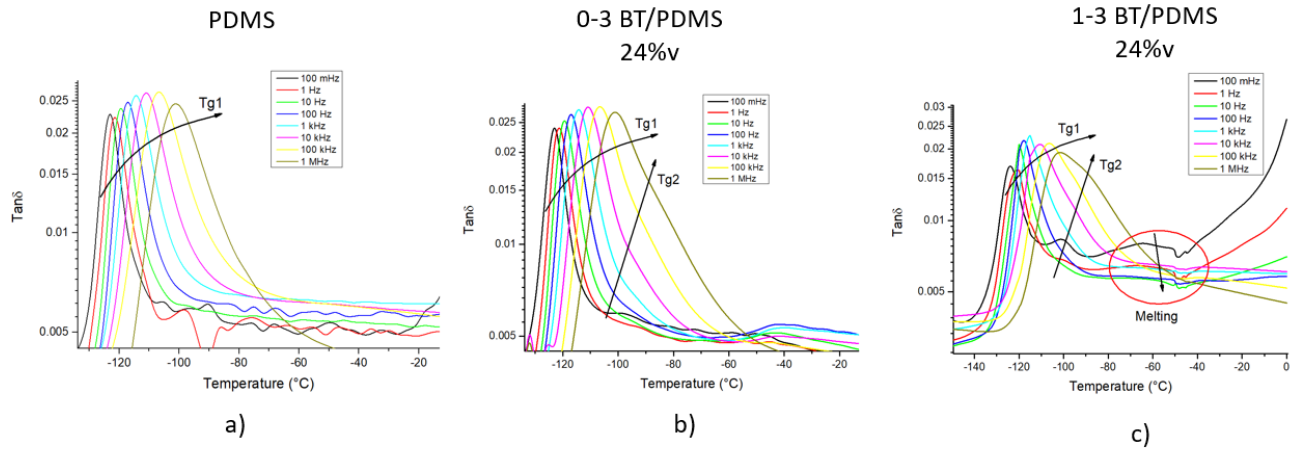 PDMS
0-3 BT/PDMS
24%v
1-3 BT/PDMS
24%v
100 mHz
1 Hz
10 Hz
100 Hz
1 kHz
10 kHz
100 kHz
1 MHz
Tg1
0.025
0.02
0.015
0.01
0.005
Tanδ
-120
-100
-80
-60
-40
-20
Temperature (°C)
a)
100 mHz
1 Hz
10 Hz
100 Hz
1 kHz
10 kHz
100 kHz
1 MHz
Tg1
Tg2
0.025
0.02
0.015
0.01
0.005
Tanδ
-120
-100
-80
-60
-40
-20
Temperature (°C)
b)
100 mHz
1 Hz
10 Hz
100 Hz
1 kHz
10 kHz
100 kHz
1 MHz
Tg1
Tg2
0.03
0.025
0.02
0.015
0.01
0.005
Tanδ
Melting
-140
-120
-100
-80
-60
-40
-20
0
Temperature (°C)
c)